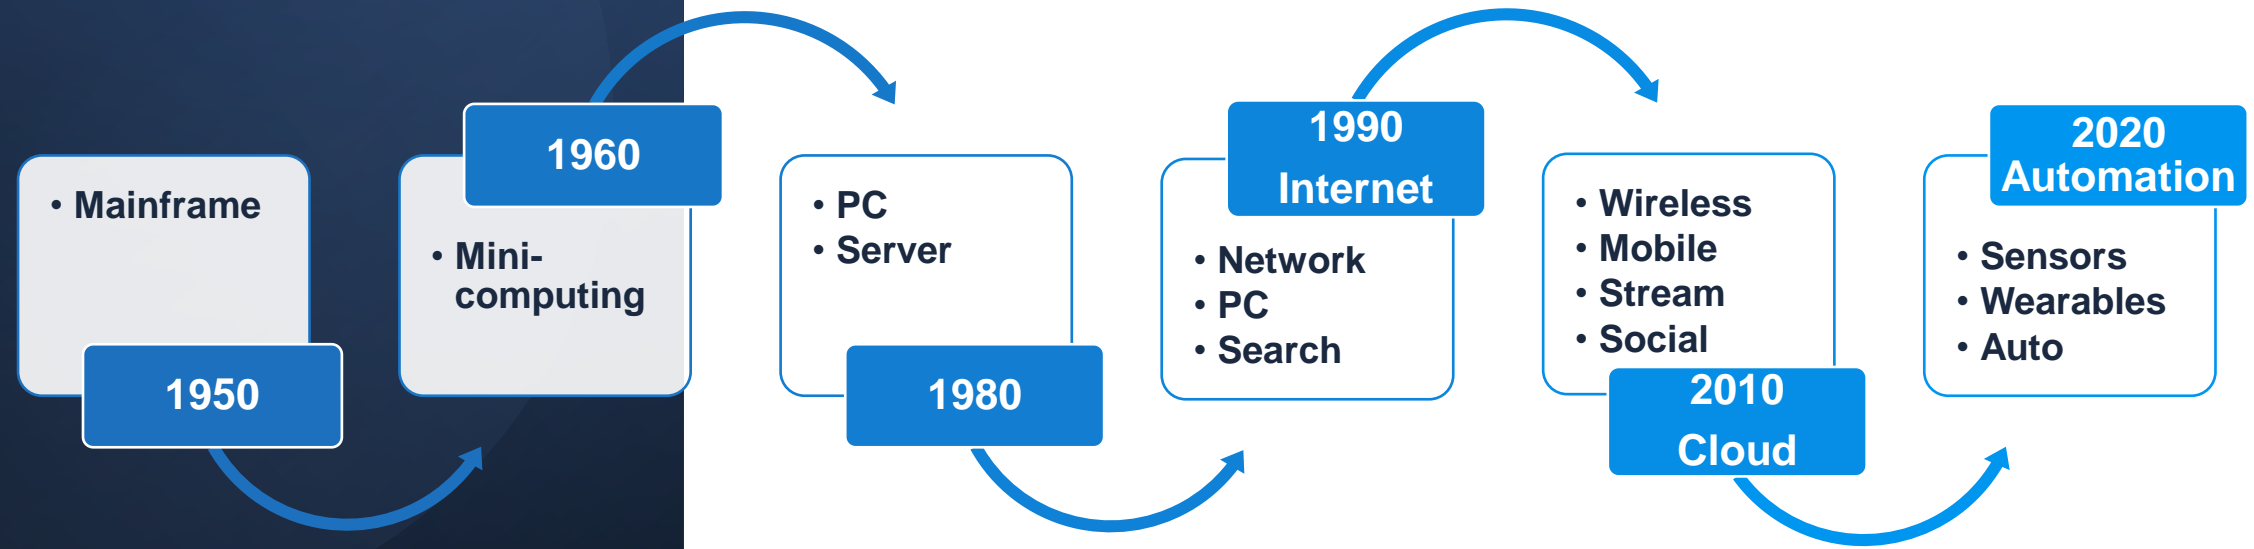 • Mainframe
1950
1960
• Mini-
computing
• PC
• Server
1980
1990
Internet
• Network
• PC
• Search
• Wireless
• Mobile
• Stream
• Social
2010
Cloud
2020
Automation
• Sensors
• Wearables
• Auto